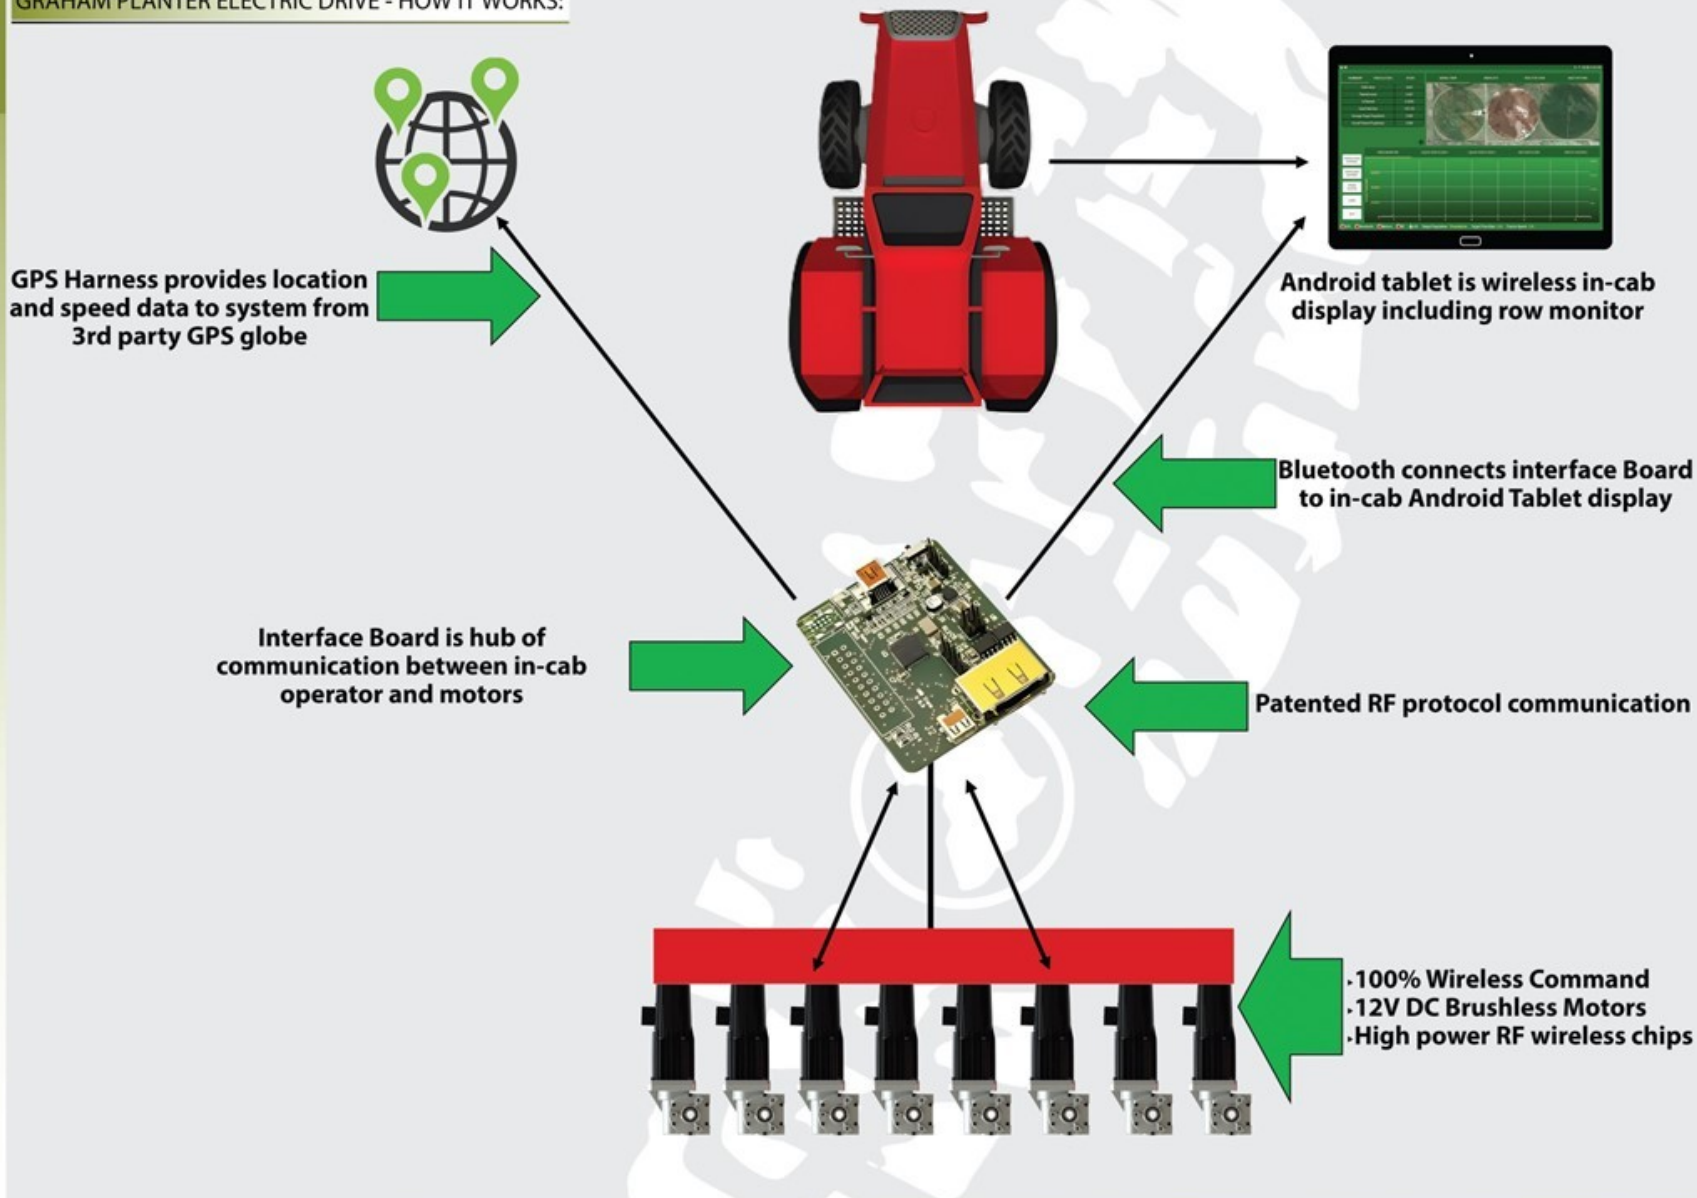 GRAHAM PLANTER ELECTRIC DRIVE - HOW IT WORKS:
GPS Harness provides location
and speed data to system from
3rd party GPS globe
Android tablet is wireless in-cab
display including row monitor
Bluetooth connects interface Board
to in-cab Android Tablet display
Interface Board is hub of
communication between in-cab
operator and motors
Patented RF protocol communication
100% Wireless Command
12V DC Brushless Motors
High power RF wireless chips